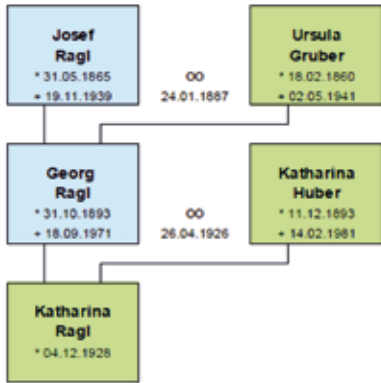 Josef
Ragl
* 31.05.1865
+ 19.11.1939
OO
24.01.1887
Ursula
Gruber
* 18.02.1860
+ 02.05.1941
Georg
Ragl
* 31.10.1893
+ 18.09.1971
OO
26.04.1926
Katharina
Huber
* 11.12.1893
+ 14.02.1981
Katharina
Ragl
* 04.12.1928